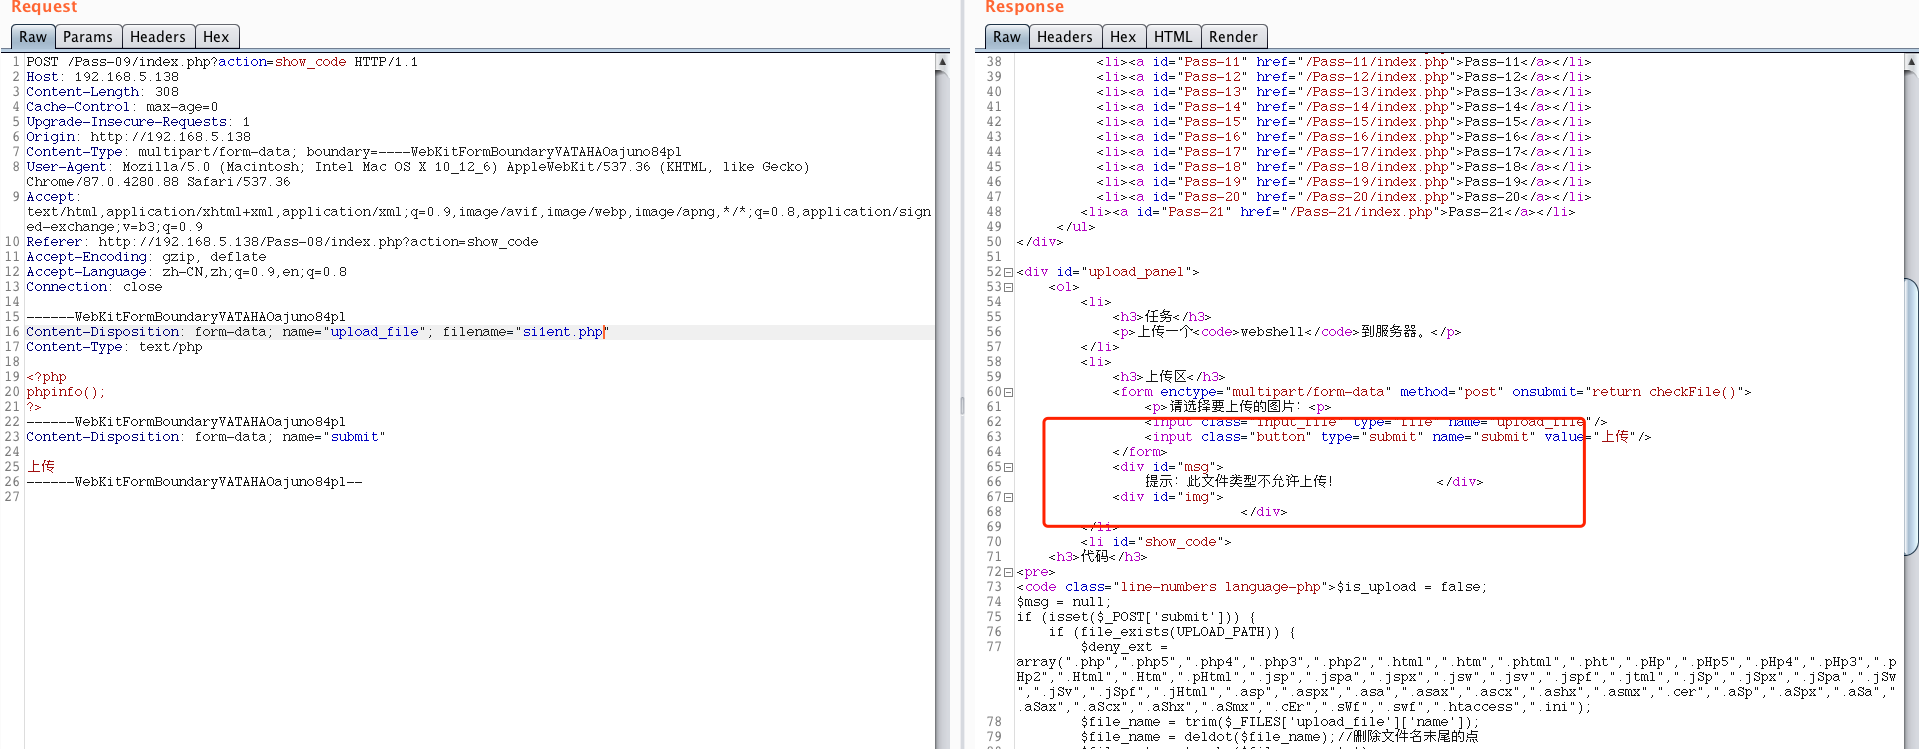 Request
Raw Params Headers Hex
1 POST /Pass-09/index.php?action=show_code HTTP/1.1
2 Host: 192.168.5.138
3 Content-Length: 308
4 Cache-Control: max-age=0
5 Upgrade-Insecure-Requests: 1
6 Origin: http://192.168.5.138
7 Content-Type: multipart/form-data; boundary=----WebKitFormBoundaryVATAHAOajuno84pl
8 User-Agent: Mozilla/5.0 (Macintosh; Intel Mac OS X 10_12_6) AppleWebKit/537.36 (KHTML, like Gecko)
Chrome/87.0.4280.88 Safari/537.36
9 Accept:
text/html,application/xhtml+xml,application/xml;q=0.9,image/avif,image/webp,image/apng,*/*;q=0.8,application/sign
ed-exchange;v=b3;q=0.9
10 Referer: http://192.168.5.138/Pass-08/index.php?action=show_code
11 Accept-Encoding: gzip, deflate
12 Accept-Language: zh-CN,zh;q=0.9,en;q=0.8
13 Connection: close
14
15 ------WebKitFormBoundaryVATAHAOajuno84pl
16 Content-Disposition: form-data; name="upload_file"; filename="si1ent.php"
17 Content-Type: text/php
18
19 <?php
20 phpinfo();
21 ?>
22 ------WebKitFormBoundaryVATAHAOajuno84pl
23 Content-Disposition: form-data; name="submit"
24
25 上传
26 ------WebKitFormBoundaryVATAHAOajuno84pl--
27
Response
Raw Headers Hex HTML Render
38 <li><a id="Pass-11" href="/Pass-11/index.php">Pass-11</a></li>
39 <li><a id="Pass-12" href="/Pass-12/index.php">Pass-12</a></li>
40 <li><a id="Pass-13" href="/Pass-13/index.php">Pass-13</a></li>
41 <li><a id="Pass-14" href="/Pass-14/index.php">Pass-14</a></li>
42 <li><a id="Pass-15" href="/Pass-15/index.php">Pass-15</a></li>
43 <li><a id="Pass-16" href="/Pass-16/index.php">Pass-16</a></li>
44 <li><a id="Pass-17" href="/Pass-17/index.php">Pass-17</a></li>
45 <li><a id="Pass-18" href="/Pass-18/index.php">Pass-18</a></li>
46 <li><a id="Pass-19" href="/Pass-19/index.php">Pass-19</a></li>
47 <li><a id="Pass-20" href="/Pass-20/index.php">Pass-20</a></li>
48 <li><a id="Pass-21" href="/Pass-21/index.php">Pass-21</a></li>
49 </ul>
50 </div>
51
52 <div id="upload_panel">
53 <ol>
54 <li>
55 <h3>任务</h3>
56 <p>上传一个<code>webshell</code>到服务器。</p>
57 </li>
58 <li>
59 <h3>上传区</h3>
60 <form enctype="multipart/form-data" method="post" onsubmit="return checkFile()">
61 <p>请选择要上传的图片：<p>
62 <input class="input_file" type="file" name="upload_file"/>
63 <input class="button" type="submit" name="submit" value="上传"/>
64 </form>
65 <div id="msg">
66 提示：此文件类型不允许上传！ </div>
67 <div id="img">
68 </div>
69 </li>
70 <li id="show_code">
71 <h3>代码</h3>
72 <pre>
73 <code class="line-numbers language-php">$is_upload = false;
74 $msg = null;
75 if (isset($_POST['submit'])) {
76 if (file_exists(UPLOAD_PATH)) {
77 $deny_ext =
array(".php",".php5",".php4",".php3",".php2",".html",".htm",".phtml",".pht",".pHp",".pHp5",".pHp4",".pHp3",".p
Hp2",".Html",".Htm",".pHtml",".jsp",".jspa",".jspx",".jsw",".jsv",".jspf",".jtml",".jSp",".jSpx",".jSpa",".jSw
",".jSv",".jSpf",".jHtml",".asp",".aspx",".asa",".asax",".ascx",".ashx",".asmx",".cer",".aSp",".aSpx",".aSa","
.aSax",".aScx",".aShx",".aSmx",".cEr",".sWf",".swf",".htaccess",".ini");
78 $file_name = trim($_FILES['upload_file']['name']);
79 $file_name = deldot($file_name);//删除文件名末尾的点